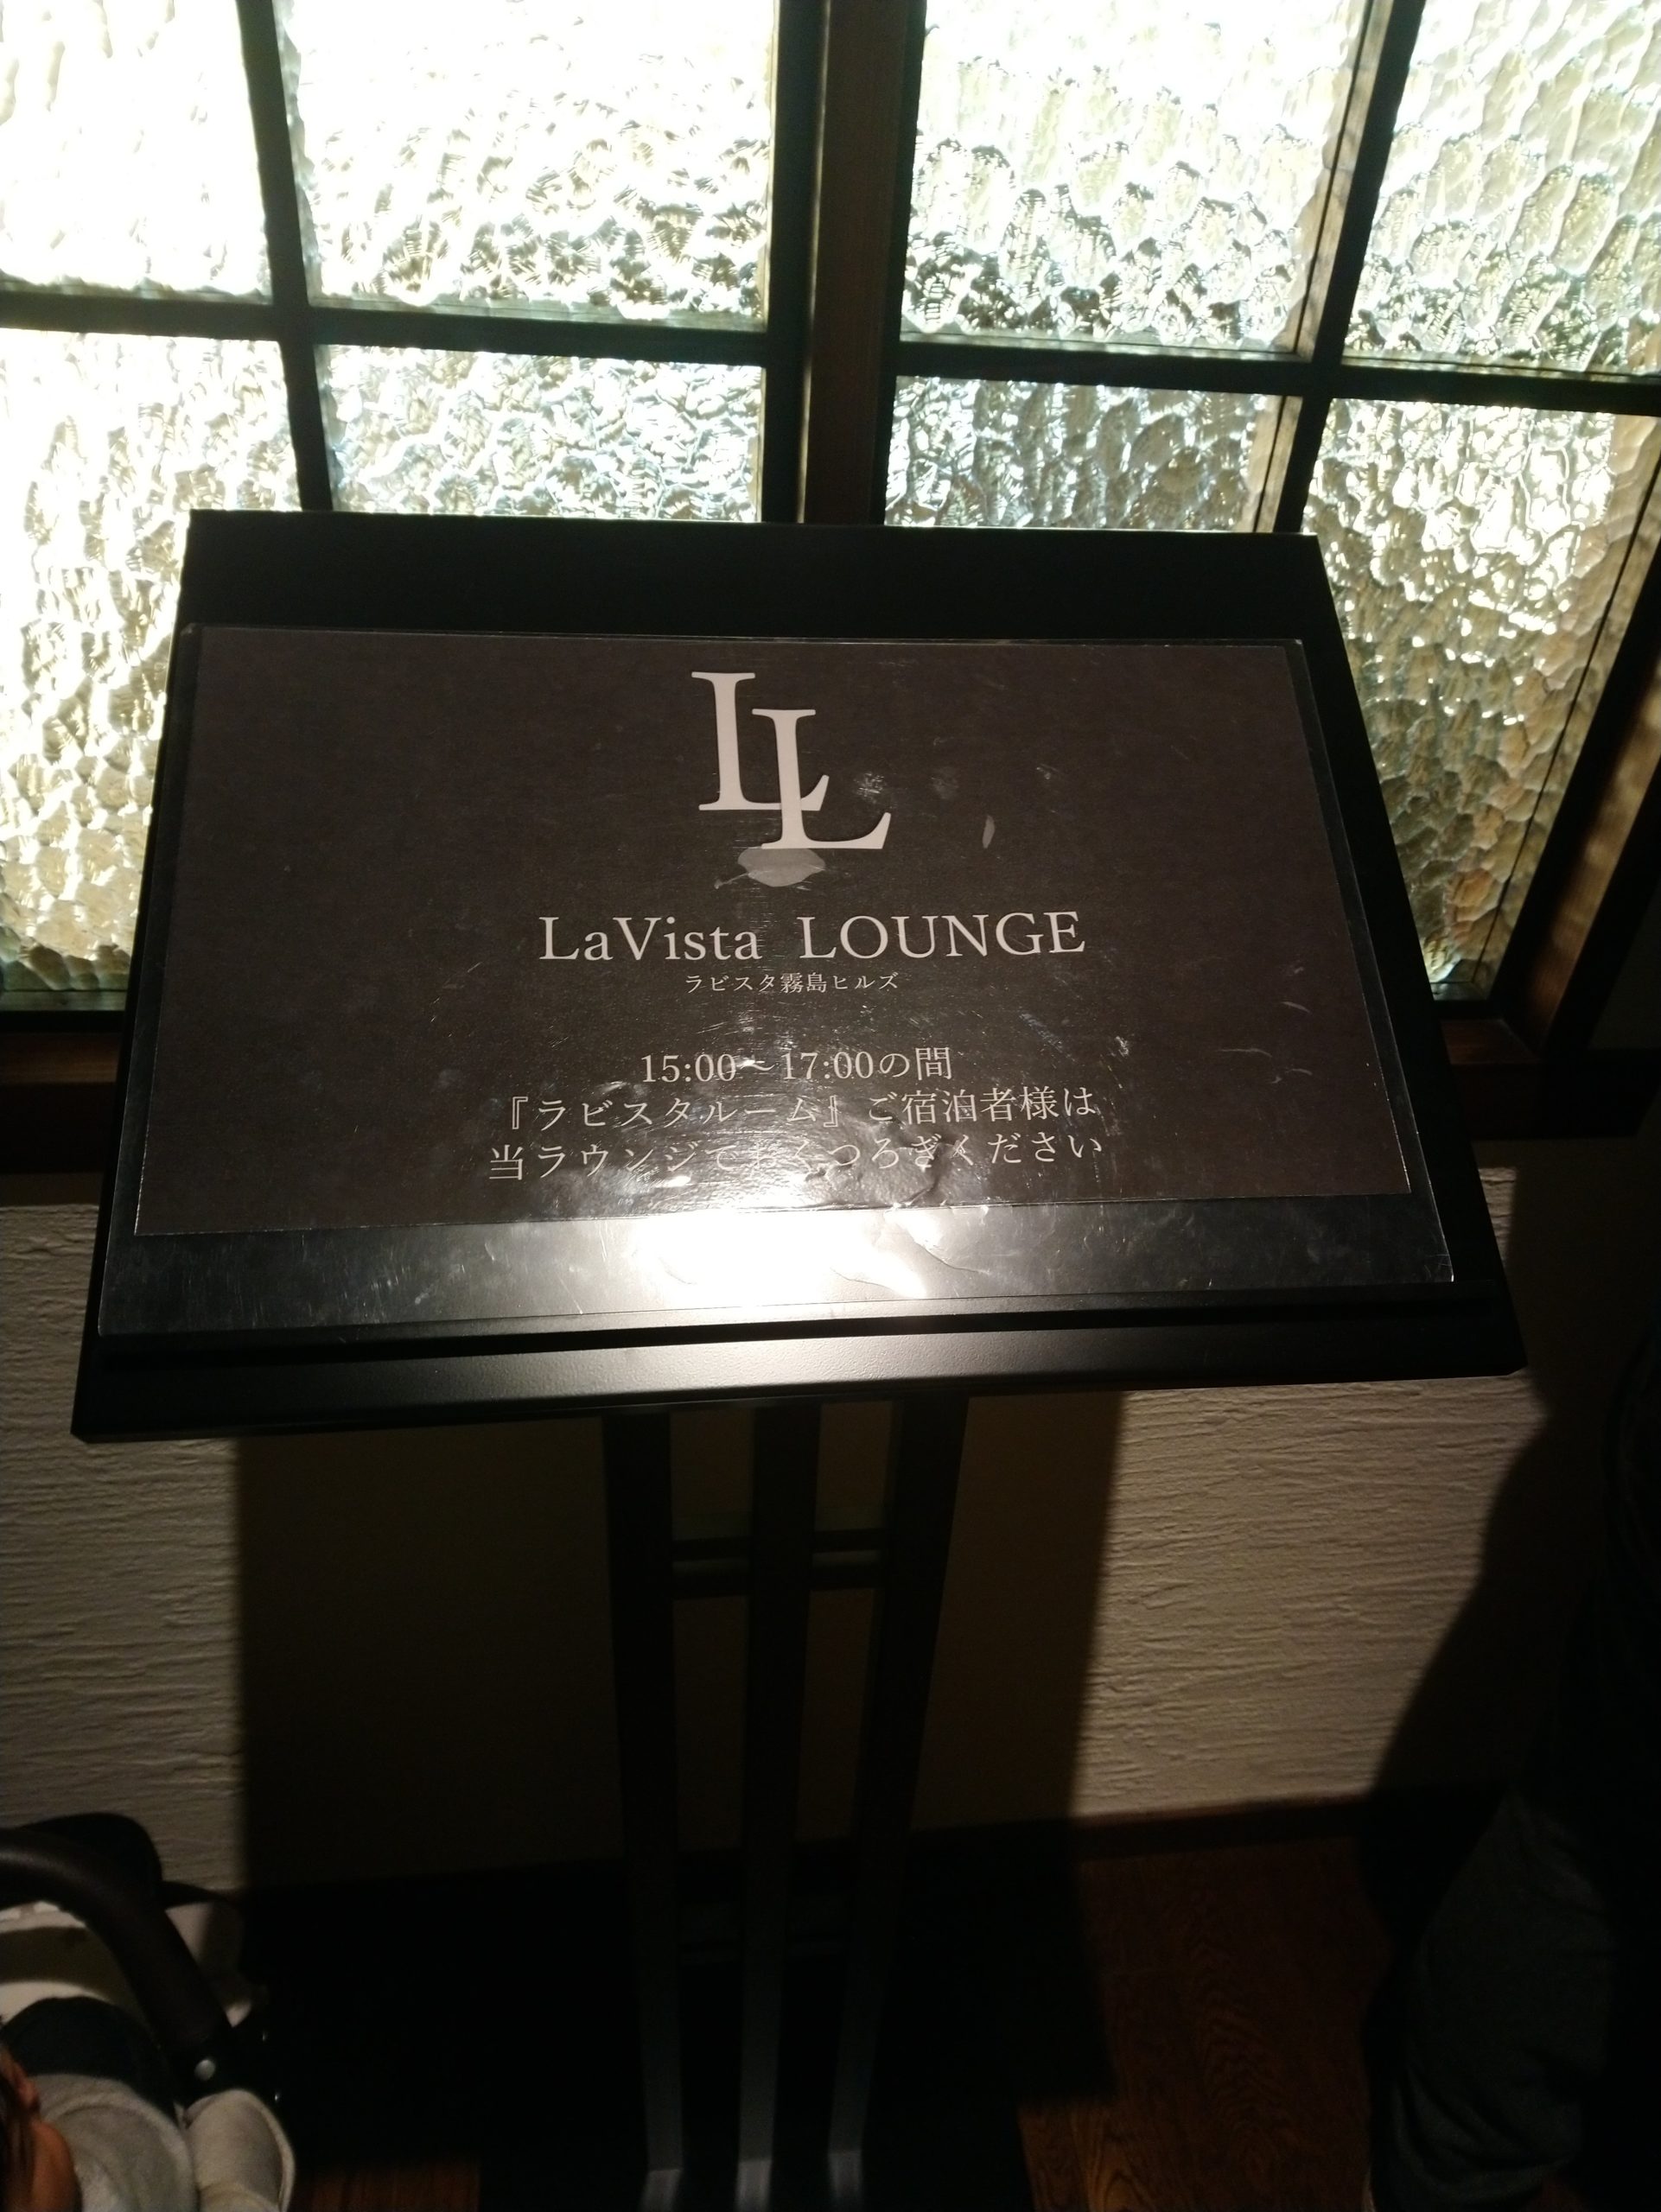 LL
LaVista LOUNGE
ラビスタ霧島ヒルズ
15:00～17:00の間
『ラビスタルーム』ご宿泊者様は
当ラウンジでおくつろぎください